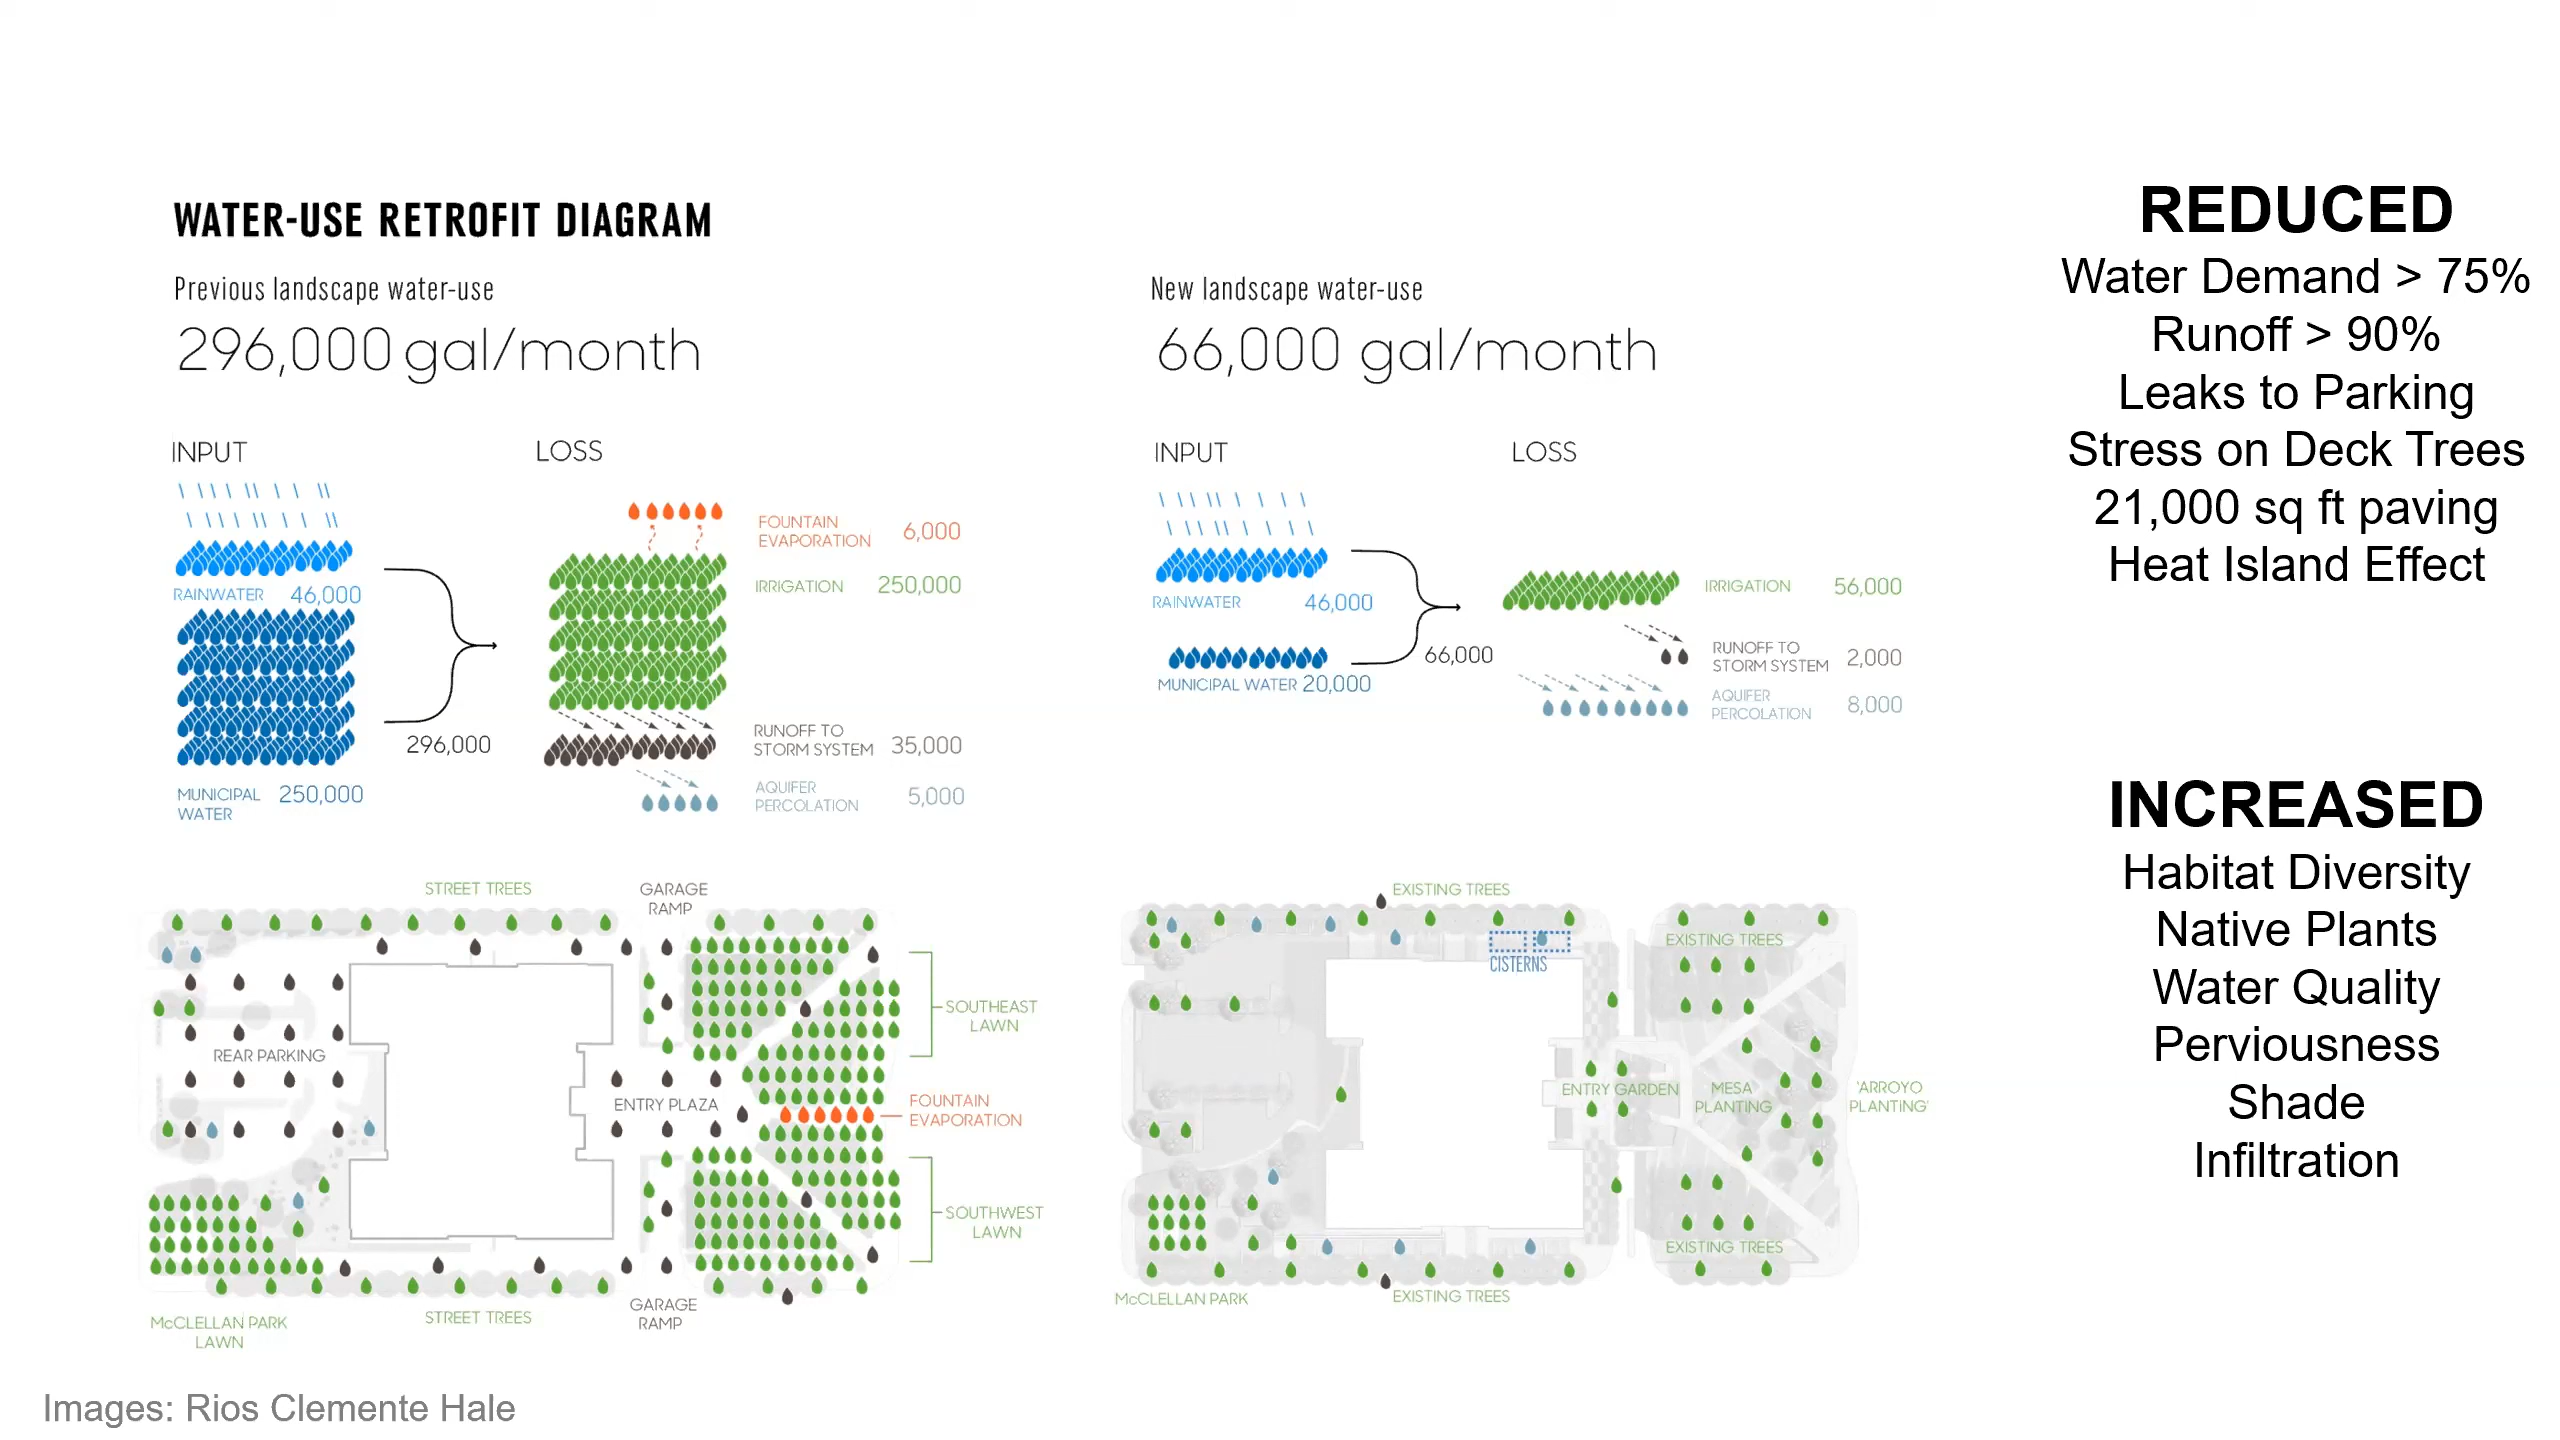 WATER-USE RETROFIT DIAGRAM
Previous landscape water-use
296,000 gal/month
INPUT
LOSS
RAINWATER 46,000
MUNICIPAL
WATER
250,000
296,000
FOUNTAIN
EVAPORATION
6,000
IRRIGATION 250,000
RUNOFF TO
STORM SYSTEM
35,000
AQUIFER
PERCOLATION
5,000
New landscape water-use
66,000 gal/month
INPUT
LOSS
RAINWATER 46,000
MUNICIPAL WATER 20,000
66,000
IRRIGATION 56,000
RUNOFF TO
STORM SYSTEM
2,000
AQUIFER
PERCOLATION
8,000
STREET TREES
GARAGE
RAMP
SOUTHEAST
LAWN
REAR PARKING
ENTRY PLAZA
FOUNTAIN
EVAPORATION
SOUTHWEST
LAWN
GARAGE
RAMP
STREET TREES
McCLELLAN PARK
LAWN
EXISTING TREES
EXISTING TREES
CISTERNS
ENTRY GARDEN
MESA
PLANTING
'ARROYO
PLANTING'
EXISTING TREES
EXISTING TREES
McCLELLAN PARK
REDUCED
Water Demand > 75%
Runoff > 90%
Leaks to Parking
Stress on Deck Trees
21,000 sq ft paving
Heat Island Effect
INCREASED
Habitat Diversity
Native Plants
Water Quality
Perviousness
Shade
Infiltration
Images: Rios Clemente Hale